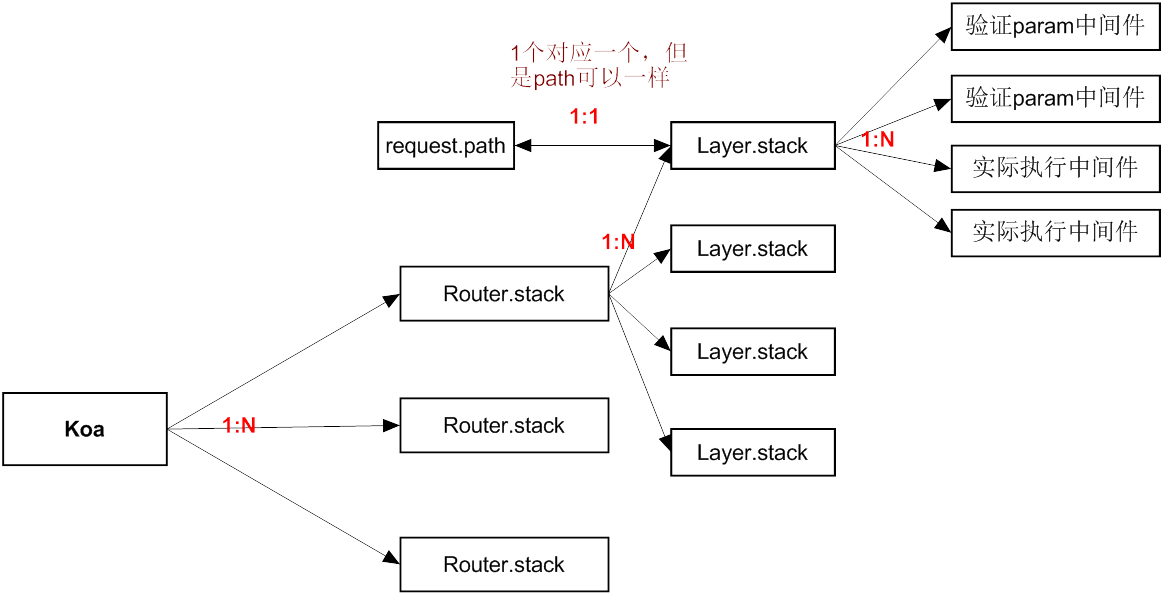 验证param中间件
1个对应一个，但
是path可以一样
验证param中间件
1:1
request.path
Layer.stack
1:N
实际执行中间件
实际执行中间件
1:N
Layer.stack
Router.stack
Layer.stack
Koa
1:N
Router.stack
Layer.stack
Router.stack